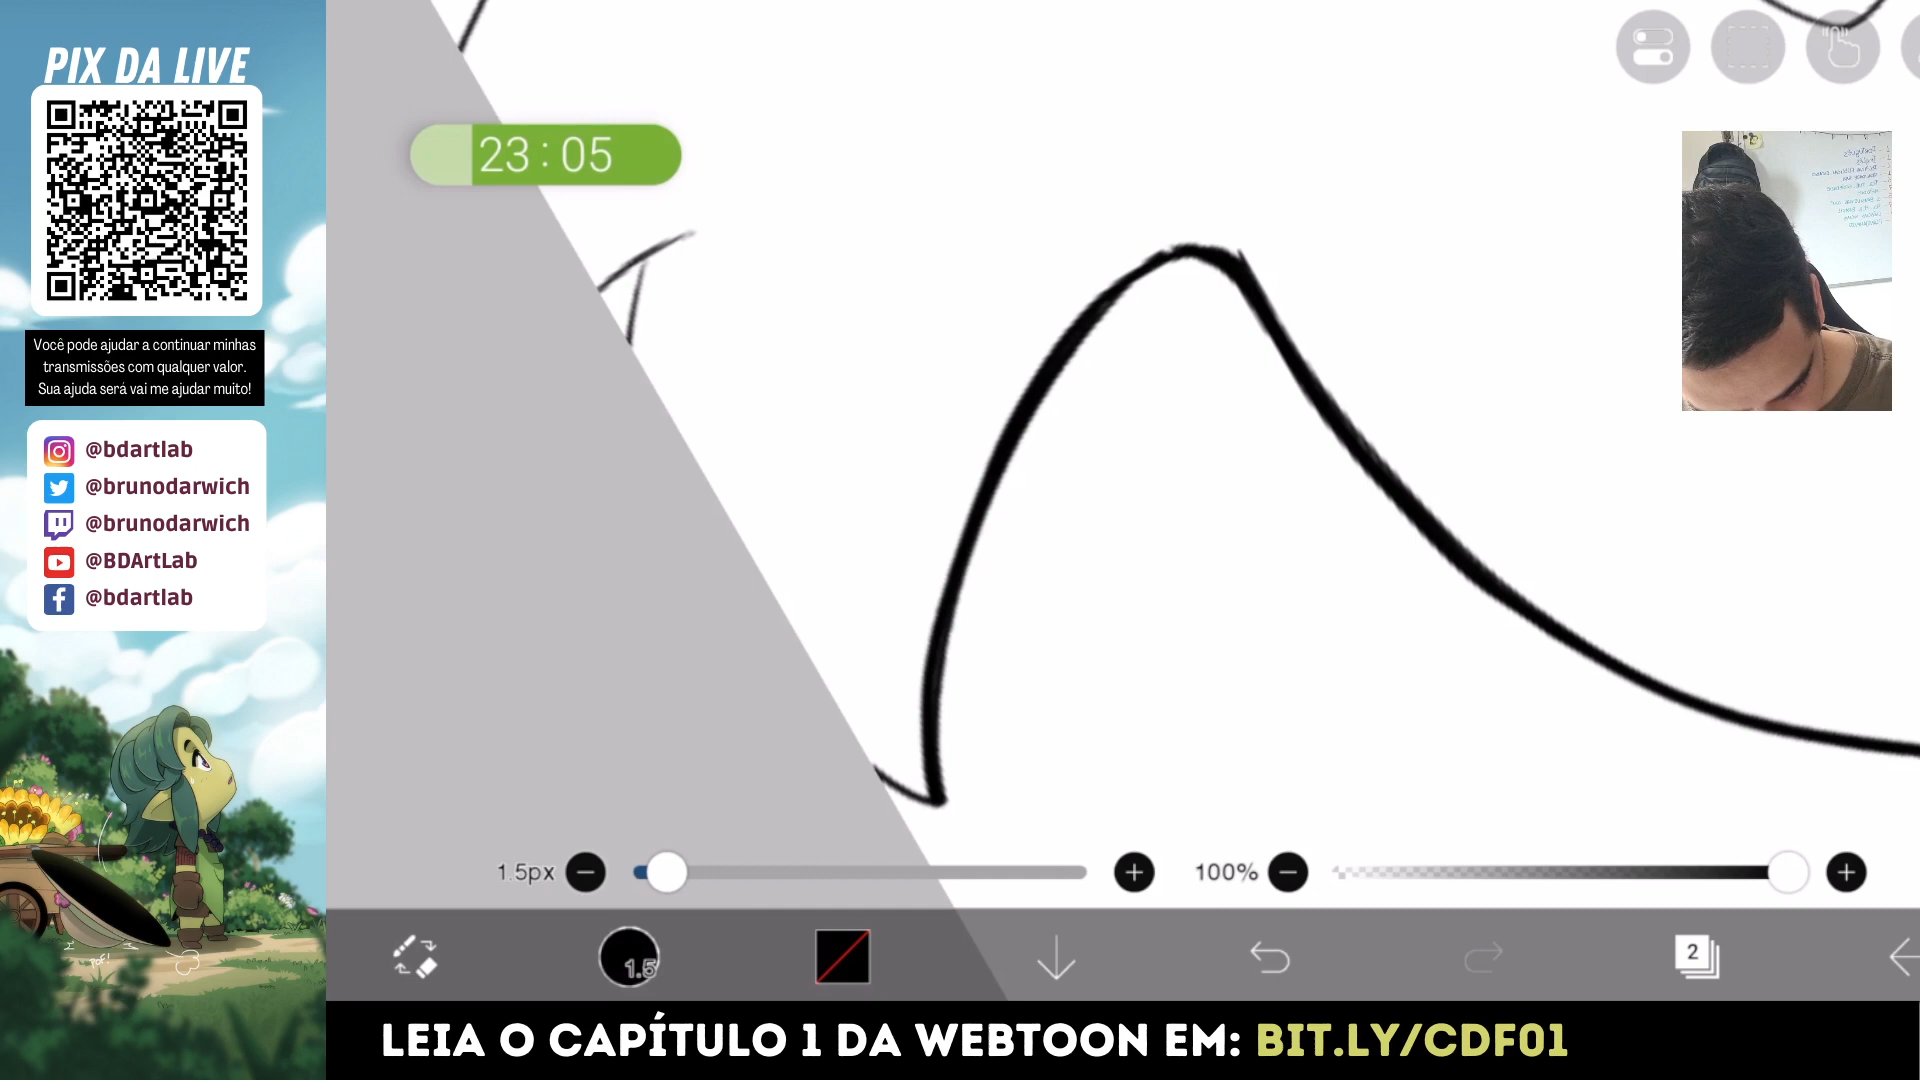 PIX DA LIVE
Você pode ajudar a continuar minhas
transmissões com qualquer valor.
Sua ajuda será vai me ajudar muito!
@bdartlab
@brunodarwich
@brunodarwich
@BDArtLab
@bdartlab
POF!
23:05
1.5px
100%
1.5
2
LEIA O CAPÍTULO 1 DA WEBTOON EM: BIT.LY/CDF01